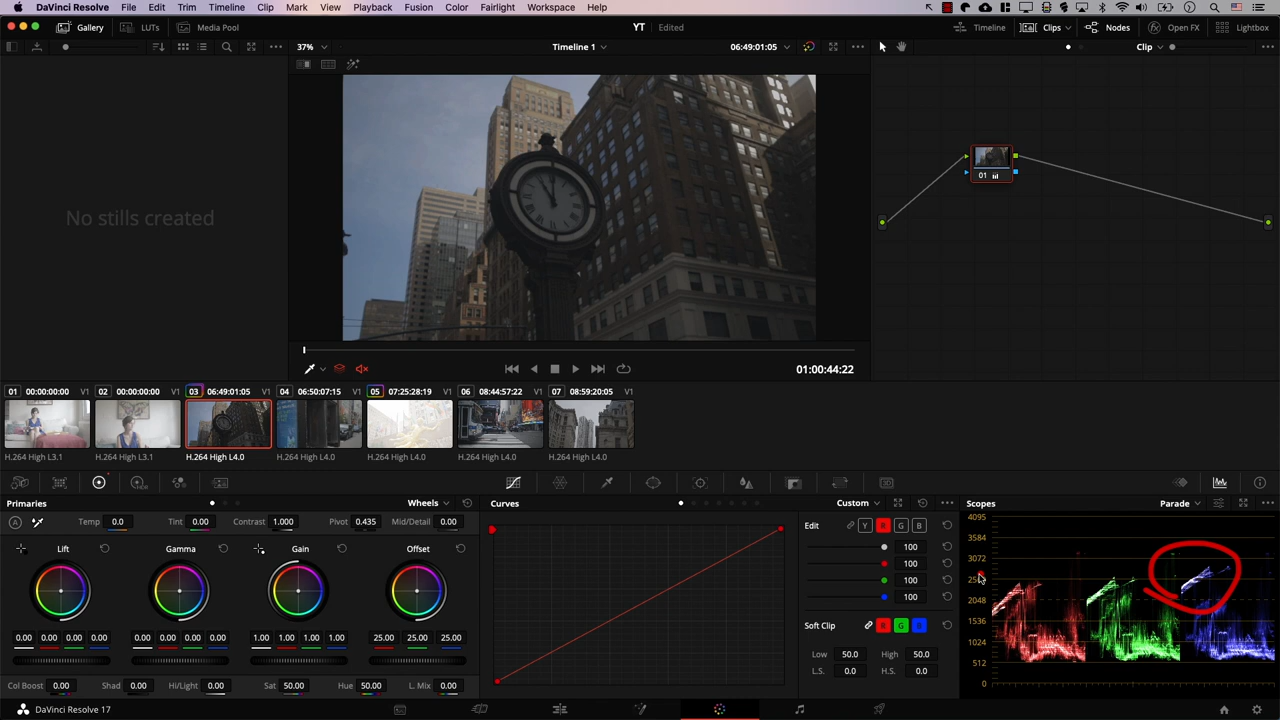 DaVinci Resolve File Edit Trim Timeline Clip Mark View Playback Fusion Color Fairlight Workspace Help
Gallery LUTs Media Pool YT Edited Timeline Clips Nodes Open FX Lightbox
37% Timeline 1 06:49:01:05 Clip
No stills created
01
01:00:44:22
01 00:00:00:00 V1 02 00:00:00:00 V1 03 06:49:01:05 V1 04 06:50:07:15 V1 05 07:25:28:19 V1 06 08:44:57:22 V1 07 08:59:20:05 V1
H.264 High L3.1 H.264 High L3.1 H.264 High L4.0 H.264 High L4.0 H.264 High L4.0 H.264 High L4.0 H.264 High L4.0
Primaries Wheels Curves Custom Scopes Parade
A Temp 0.0 Tint 0.00 Contrast 1.000 Pivot 0.435 Mid/Detail 0.00
Lift Gamma Gain Offset
0.00 0.00 0.00 0.00 0.00 0.00 0.00 0.00 1.00 1.00 1.00 1.00 25.00 25.00 25.00
Col Boost 0.00 Shad 0.00 Hi/Light 0.00 Sat 50.00 Hue 50.00 L. Mix 0.00
Edit Y R G B
100
100
100
100
Soft Clip R G B
Low 50.0 High 50.0
L.S. 0.0 H.S. 0.0
4095
3584
3072
2048
1536
1024
512
0
DaVinci Resolve 17